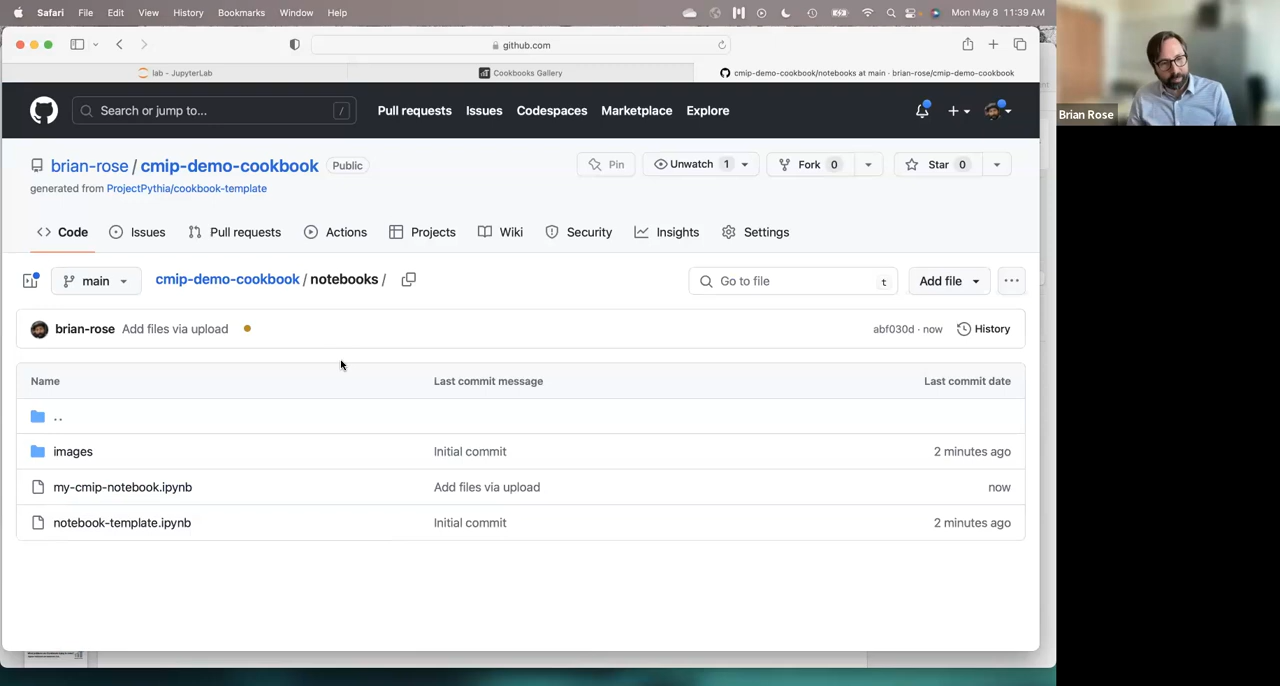 Safari File Edit View History Bookmarks Window Help Mon May 8 11:39 AM
github.com
lab - JupyterLab Cookbooks Gallery cmip-demo-cookbook/notebooks at main · brian-rose/cmip-demo-cookbook
Search or jump to... / Pull requests Issues Codespaces Marketplace Explore
Brian Rose
brian-rose / cmip-demo-cookbook Public Pin Unwatch 1 Fork 0 Star 0
generated from ProjectPythia/cookbook-template
Code Issues Pull requests Actions Projects Wiki Security Insights Settings
main cmip-demo-cookbook / notebooks / Go to file t Add file ...
brian-rose Add files via upload abf030d · now History
Name Last commit message Last commit date
..
images Initial commit 2 minutes ago
my-cmip-notebook.ipynb Add files via upload now
notebook-template.ipynb Initial commit 2 minutes ago